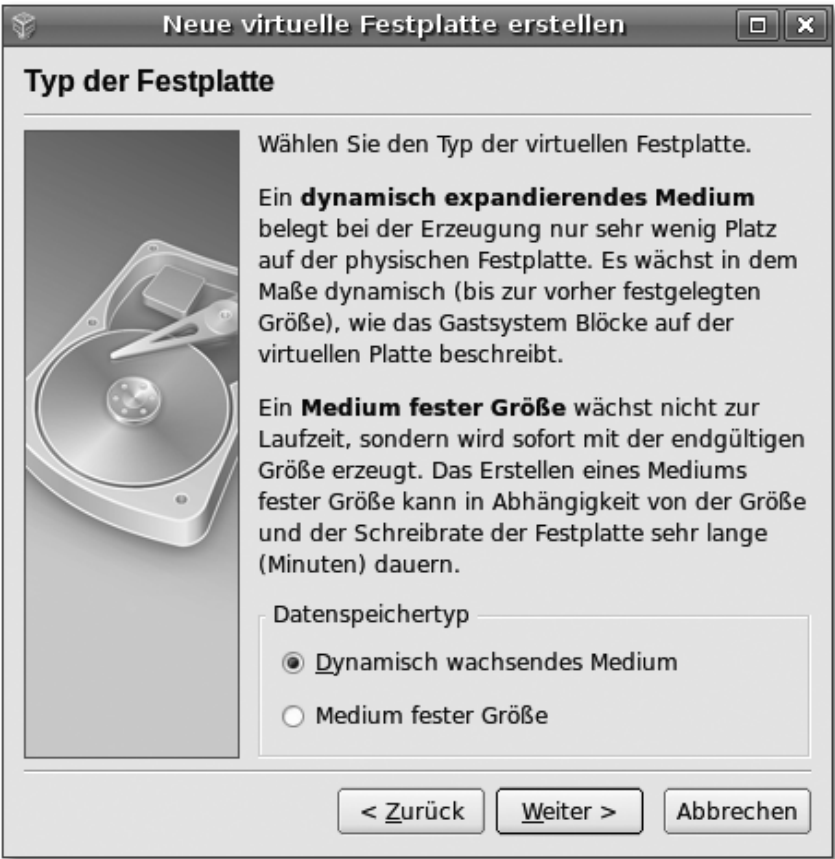 Neue virtuelle Festplatte erstellen
Typ der Festplatte
Wählen Sie den Typ der virtuellen Festplatte.
Ein dynamisch expandierendes Medium
belegt bei der Erzeugung nur sehr wenig Platz
auf der physischen Festplatte. Es wächst in dem
Maße dynamisch (bis zur vorher festgelegten
Größe), wie das Gastsystem Blöcke auf der
virtuellen Platte beschreibt.
Ein Medium fester Größe wächst nicht zur
Laufzeit, sondern wird sofort mit der endgültigen
Größe erzeugt. Das Erstellen eines Mediums
fester Größe kann in Abhängigkeit von der Größe
und der Schreibrate der Festplatte sehr lange
(Minuten) dauern.
Datenspeichertyp
Dynamisch wachsendes Medium
Medium fester Größe
< Zurück
Weiter >
Abbrechen